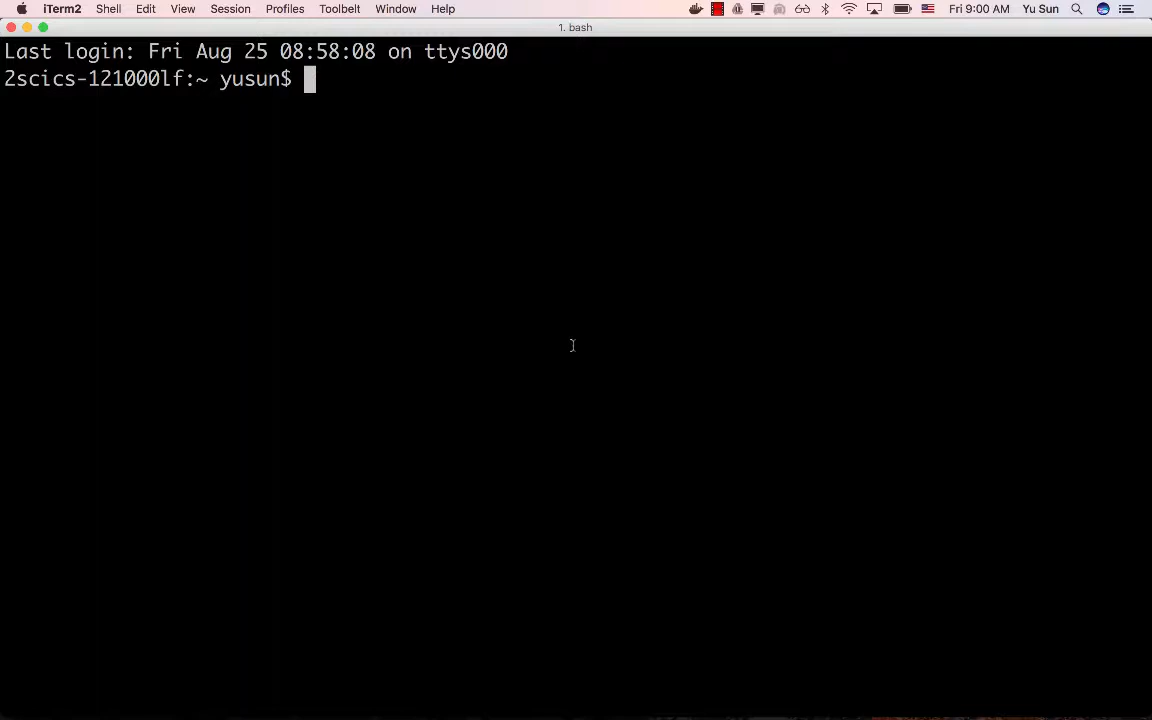 iTerm2 Shell Edit View Session Profiles Toolbelt Window Help Fri 9:00 AM Yu Sun
1. bash
Last login: Fri Aug 25 08:58:08 on ttys000
2scics-121000lf:~ yusun$